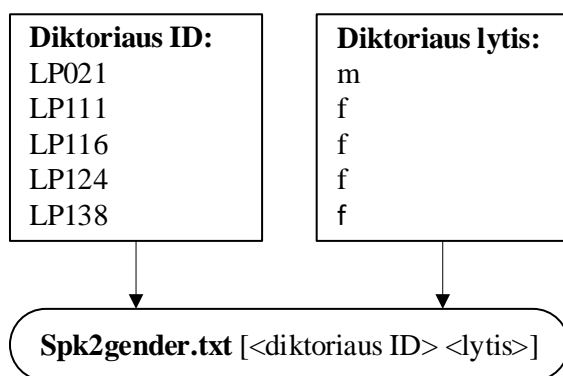 Diktoriaus ID:
LP021
LP111
LP116
LP124
LP138
Diktoriaus lytis:
m
f
f
f
f
Spk2gender.txt [<diktoriaus ID> <lytis>]